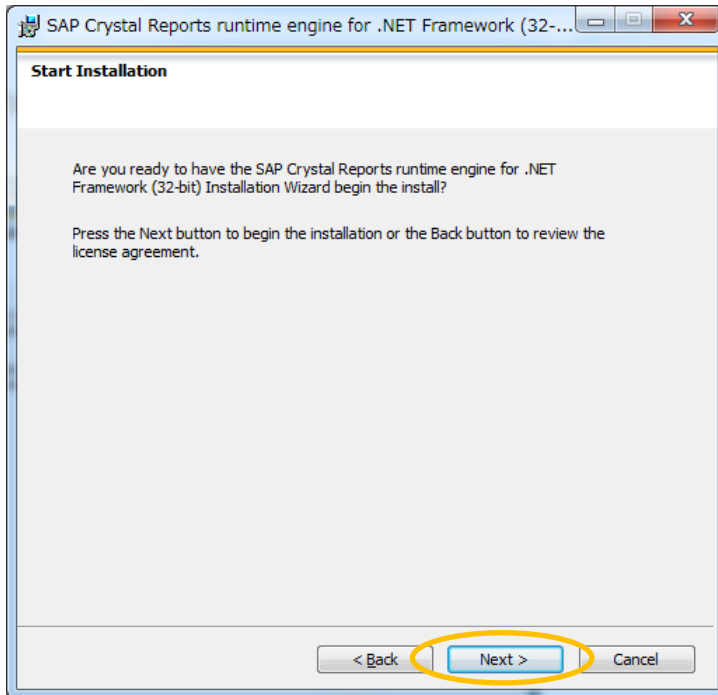 SAP Crystal Reports runtime engine for .NET Framework (32-...
Start Installation
Are you ready to have the SAP Crystal Reports runtime engine for .NET
Framework (32-bit) Installation Wizard begin the install?
Press the Next button to begin the installation or the Back button to review the
license agreement.
< Back Next > Cancel